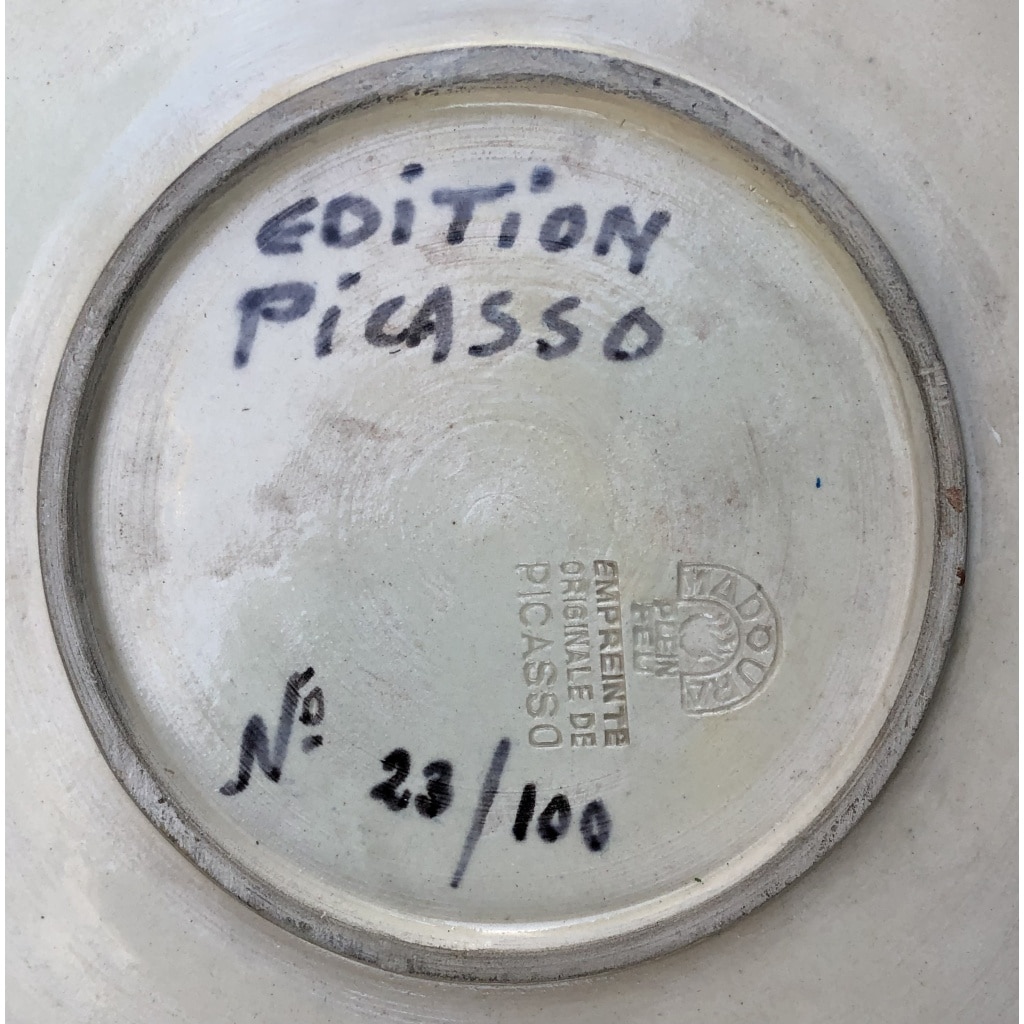 EDiTiON
PiCASSO
MADOURA
PLEIN
FEU
EMPREINTE
ORIGINALE DE
PICASSO
Nº 23/100